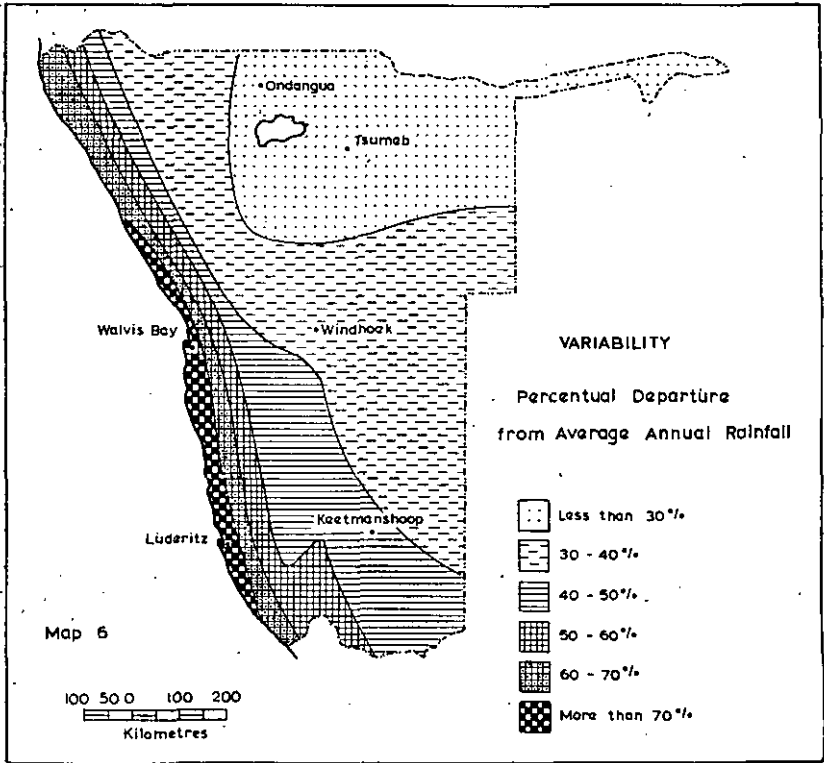 Ondangua
Tsumeb
Walvis Bay
Windhoek
VARIABILITY
Percentual Departure
from Average Annual Rainfall
Keetmanshoop
Lüderitz
Less than 30%
30 - 40%
40 - 50%
50 - 60%
60 - 70%
More than 70%
Map 6
100 50 0 100 200
Kilometres